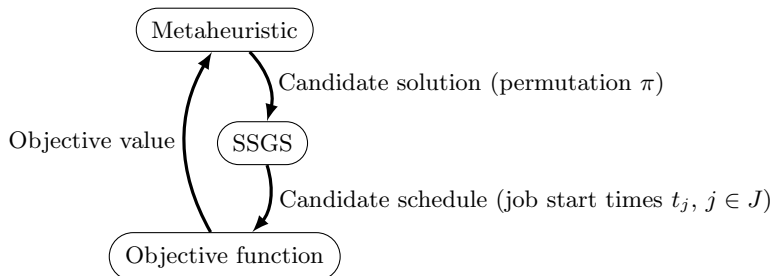 Metaheuristic
Candidate solution (permutation π)
Objective value
SSGS
Candidate schedule (job start times t_j, j ∈ J)
Objective function